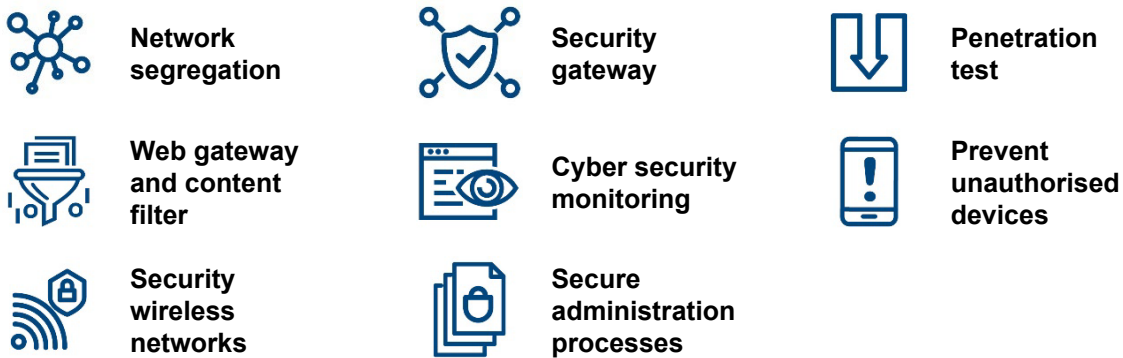 Network
segregation
Security
gateway
Penetration
test
Web gateway
and content
filter
Cyber security
monitoring
Prevent
unauthorised
devices
Security
wireless
networks
Secure
administration
processes